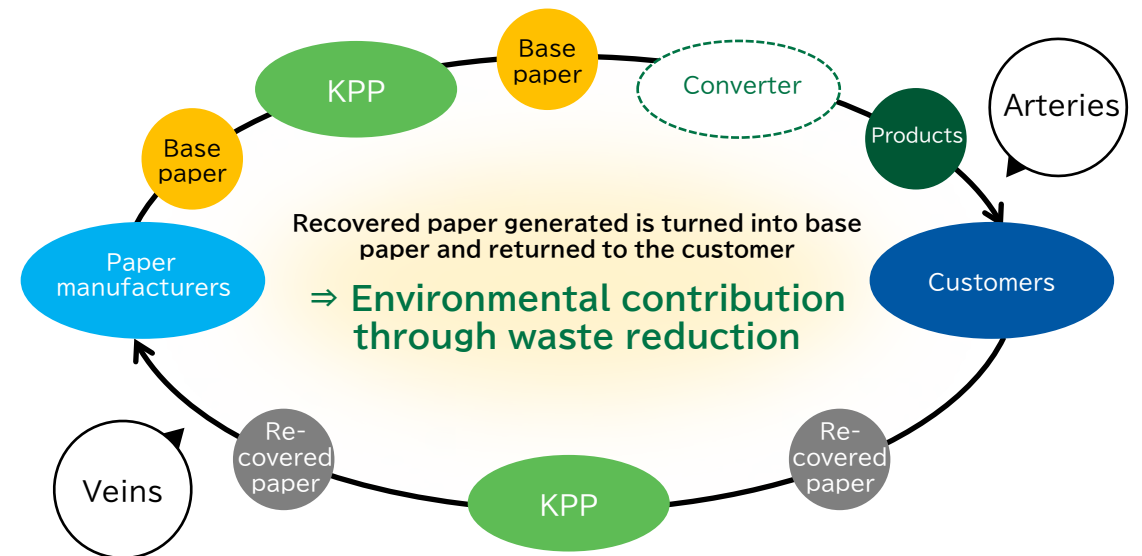 Base
paper
KPP
Converter
Arteries
Products
Base
paper
Recovered paper generated is turned into base
paper and returned to the customer
Paper
manufacturers
⇒ Environmental contribution
through waste reduction
Customers
Re-
covered
paper
Re-
covered
paper
Veins
KPP